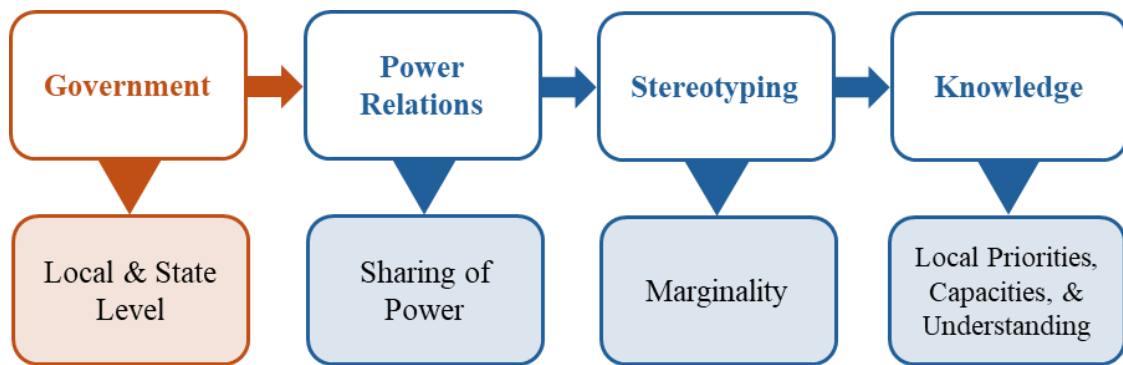 Government
Power
Relations
Stereotyping
Knowledge
Local & State
Level
Sharing of
Power
Marginality
Local Priorities,
Capacities, &
Understanding